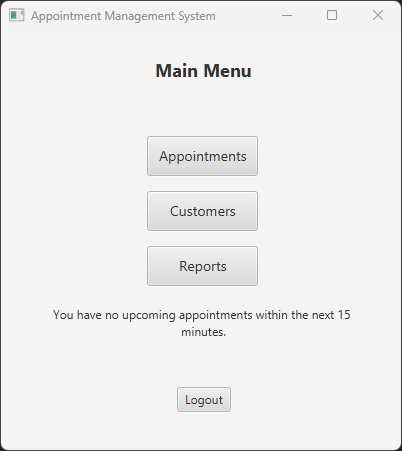 Appointment Management System
Main Menu
Appointments
Customers
Reports
You have no upcoming appointments within the next 15
minutes.
Logout